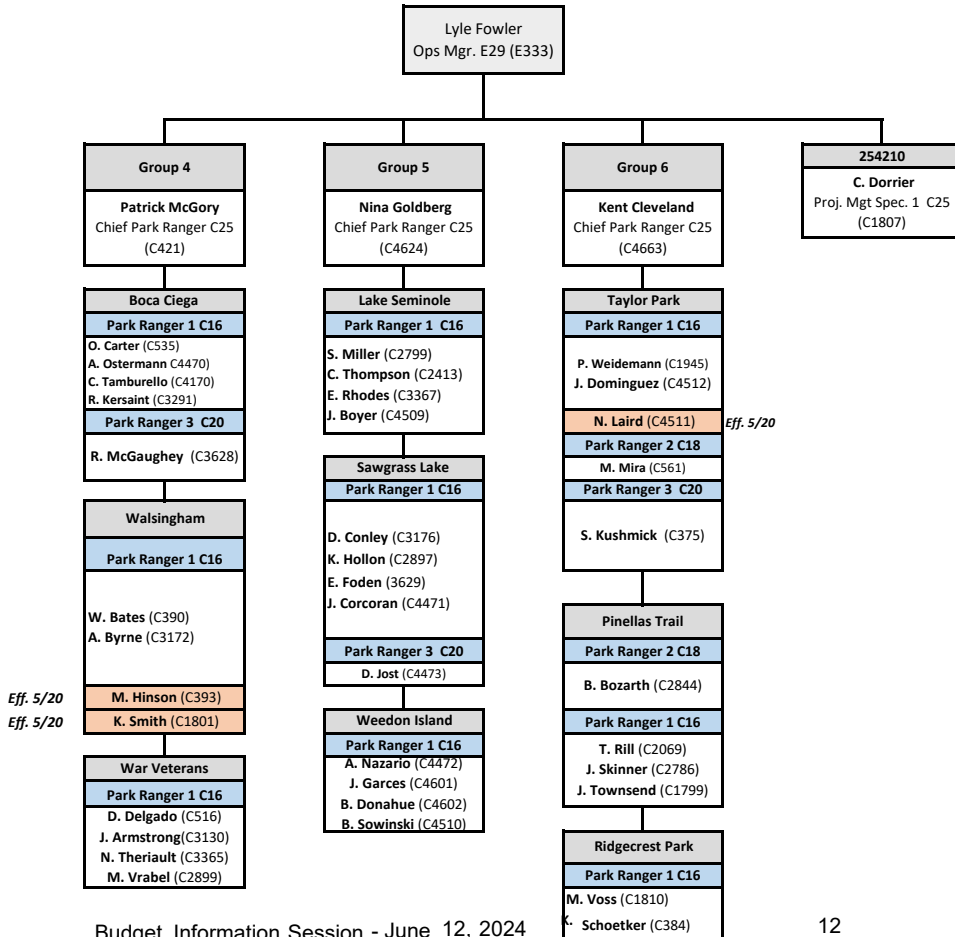 Lyle Fowler
Ops Mgr. E29 (E333)
Group 4
Patrick McGory
Chief Park Ranger C25
(C421)
Boca Ciega
Park Ranger 1 C16
O. Carter (C535)
A. Ostermann C4470)
C. Tamburello (C4170)
R. Kersaint (C3291)
Park Ranger 3 C20
R. McGaughey (C3628)
Walsingham
Park Ranger 1 C16
W. Bates (C390)
A. Byrne (C3172)
Eff. 5/20 M. Hinson (C393)
Eff. 5/20 K. Smith (C1801)
War Veterans
Park Ranger 1 C16
D. Delgado (C516)
J. Armstrong(C3130)
N. Theriault (C3365)
M. Vrabel (C2899)
Group 5
Nina Goldberg
Chief Park Ranger C25
(C4624)
Lake Seminole
Park Ranger 1 C16
S. Miller (C2799)
C. Thompson (C2413)
E. Rhodes (C3367)
J. Boyer (C4509)
Sawgrass Lake
Park Ranger 1 C16
D. Conley (C3176)
K. Hollon (C2897)
E. Foden (3629)
J. Corcoran (C4471)
Park Ranger 3 C20
D. Jost (C4473)
Weedon Island
Park Ranger 1 C16
A. Nazario (C4472)
J. Garces (C4601)
B. Donahue (C4602)
B. Sowinski (C4510)
Group 6
Kent Cleveland
Chief Park Ranger C25
(C4663)
Taylor Park
Park Ranger 1 C16
P. Weidemann (C1945)
J. Dominguez (C4512)
N. Laird (C4511) Eff. 5/20
Park Ranger 2 C18
M. Mira (C561)
Park Ranger 3 C20
S. Kushmick (C375)
Pinellas Trail
Park Ranger 2 C18
B. Bozarth (C2844)
Park Ranger 1 C16
T. Rill (C2069)
J. Skinner (C2786)
J. Townsend (C1799)
Ridgecrest Park
Park Ranger 1 C16
M. Voss (C1810)
K. Schoetker (C384)
254210
C. Dorrier
Proj. Mgt Spec. 1 C25
(C1807)
Budget Information Session - June 12, 2024
12